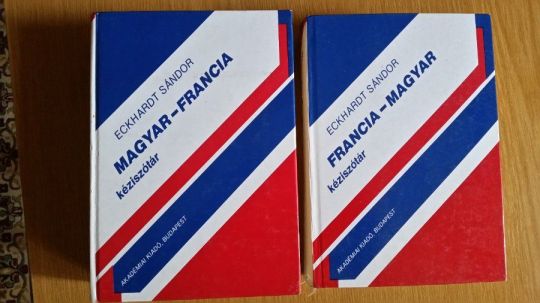 ECKHARDT SÁNDOR
MAGYAR–FRANCIA
kéziszótár
AKADÉMIAI KIADÓ, BUDAPEST
ECKHARDT SÁNDOR
FRANCIA–MAGYAR
kéziszótár
AKADÉMIAI KIADÓ, BUDAPEST